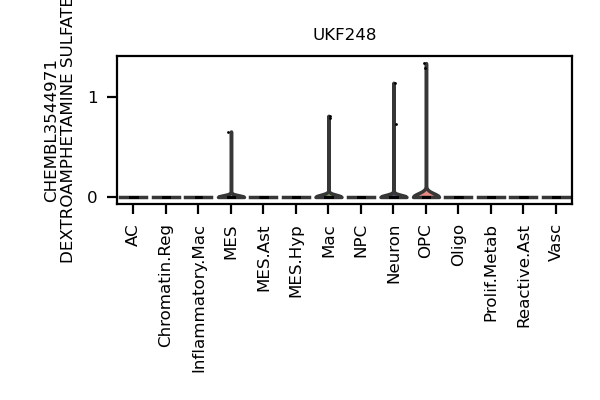 UKF248
CHEMBL3544971
DEXTROAMPHETAMINE SULFATE
1
0
AC
Chromatin.Reg
Inflammatory.Mac
MES
MES.Ast
MES.Hyp
Mac
NPC
Neuron
OPC
Oligo
Prolif.Metab
Reactive.Ast
Vasc